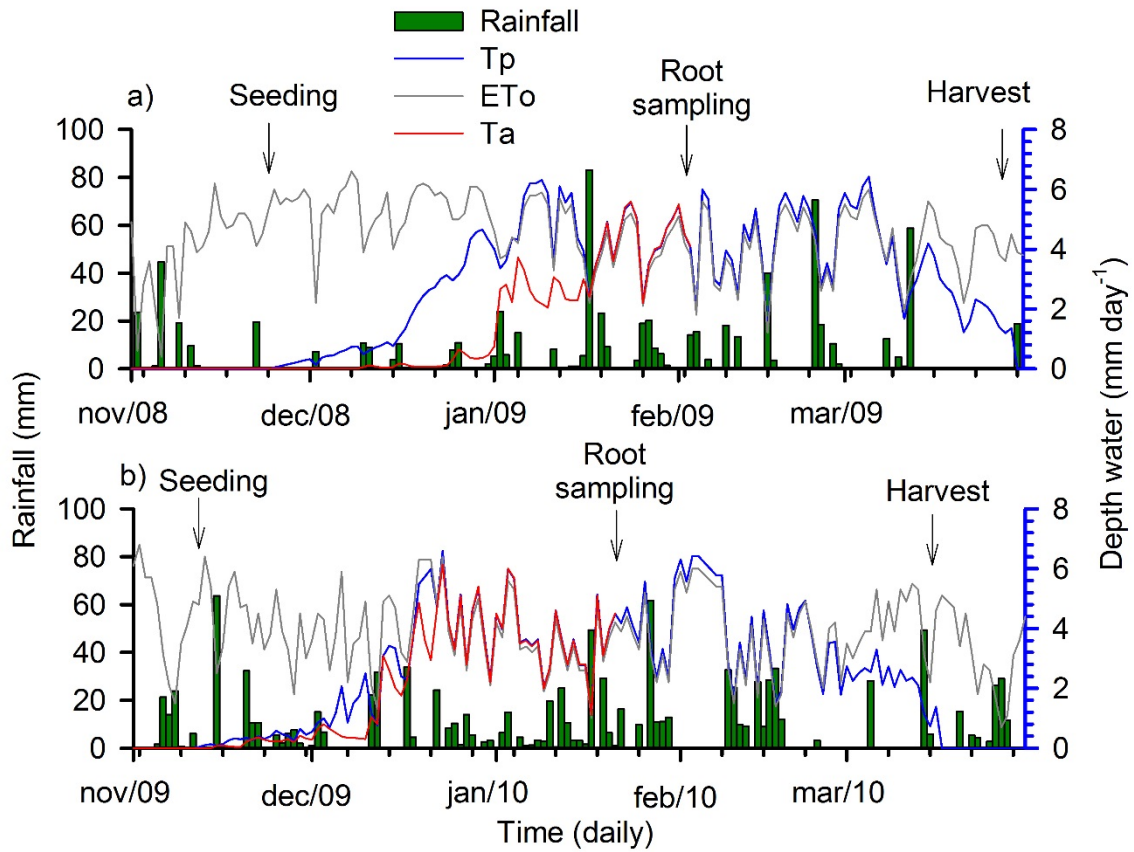 Rainfall
Tp
ETo
Ta
a)
Seeding
Root
sampling
Harvest
100
80
60
40
20
0
8
6
4
2
0
nov/08
dec/08
jan/09
feb/09
mar/09
b)
Seeding
Root
sampling
Harvest
100
80
60
40
20
0
8
6
4
2
0
nov/09
dec/09
jan/10
feb/10
mar/10
Time (daily)
Rainfall (mm)
Depth water (mm day⁻¹)